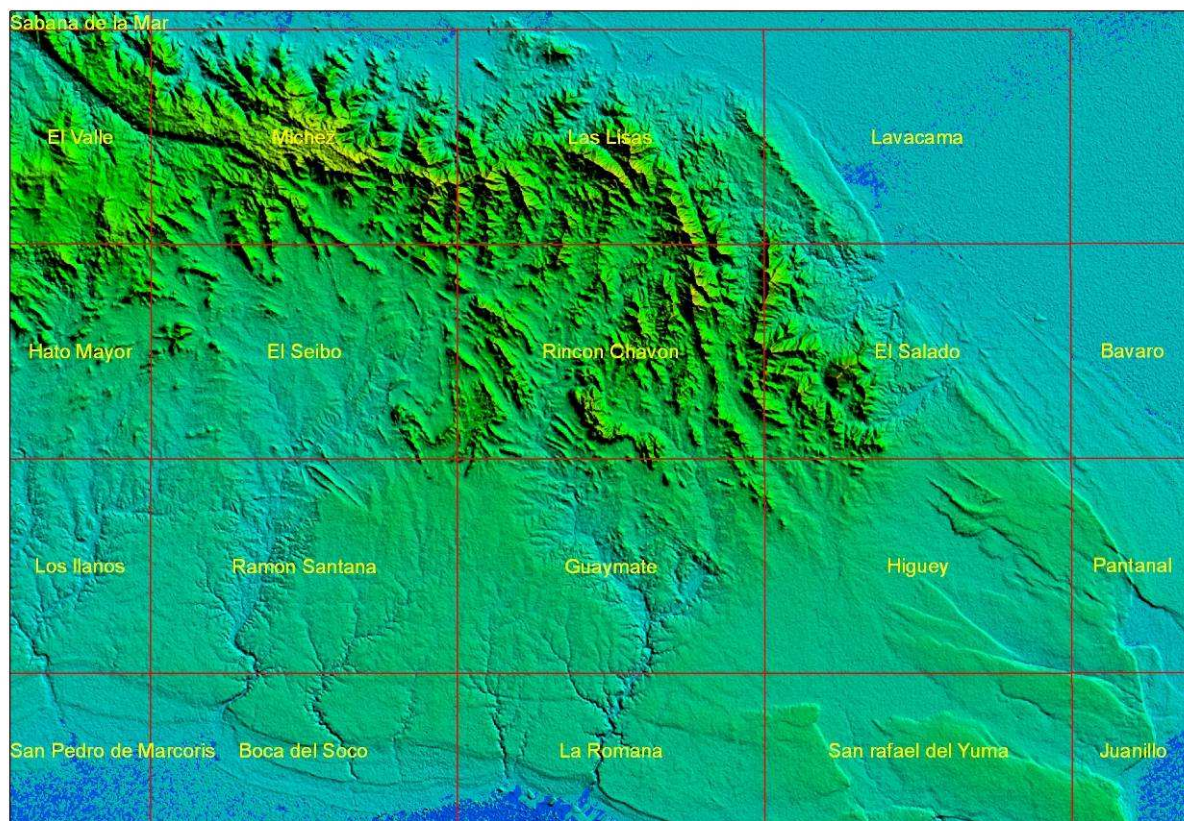 Sabana de la Mar
El Valle
Michez
Las Lisas
Lavacama
Hato Mayor
El Seibo
Rincon Chavon
El Salado
Bavaro
Los llanos
Ramon Santana
Guaymate
Higuey
Pantanal
San Pedro de Marcoris
Boca del Soco
La Romana
San rafael del Yuma
Juanillo